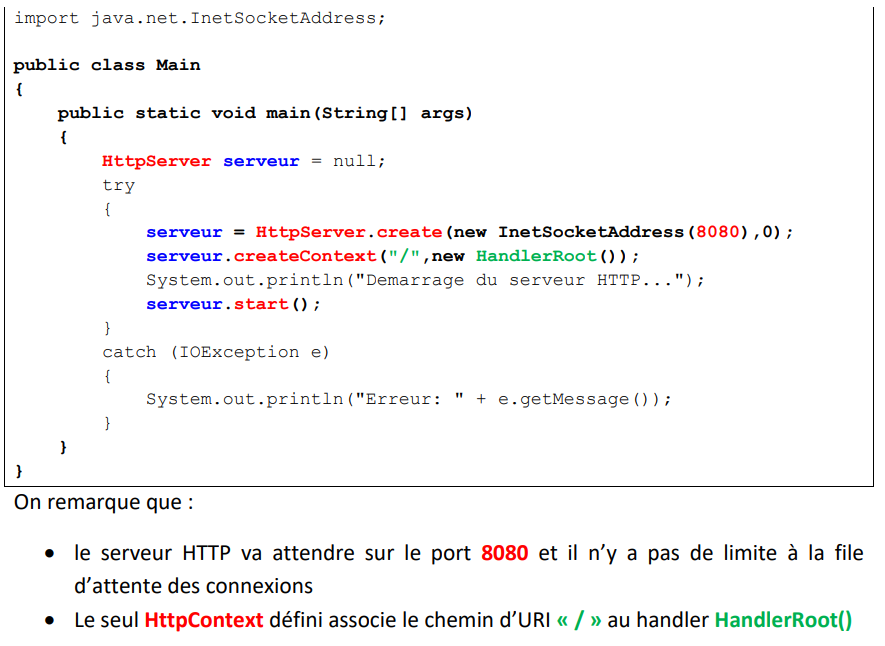 import java.net.InetSocketAddress;
public class Main
{
    public static void main(String[] args)
    {
        HttpServer serveur = null;
        try
        {
            serveur = HttpServer.create(new InetSocketAddress(8080),0);
            serveur.createContext("/",new HandlerRoot());
            System.out.println("Demarrage du serveur HTTP...");
            serveur.start();
        }
        catch (IOException e)
        {
            System.out.println("Erreur: " + e.getMessage());
        }
    }
}
On remarque que :
• le serveur HTTP va attendre sur le port 8080 et il n’y a pas de limite à la file
d’attente des connexions
• Le seul HttpContext défini associe le chemin d’URI « / » au handler HandlerRoot()